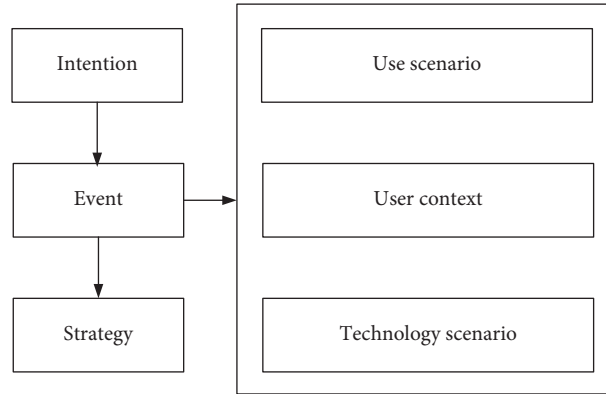 Intention
Use scenario
Event
User context
Strategy
Technology scenario